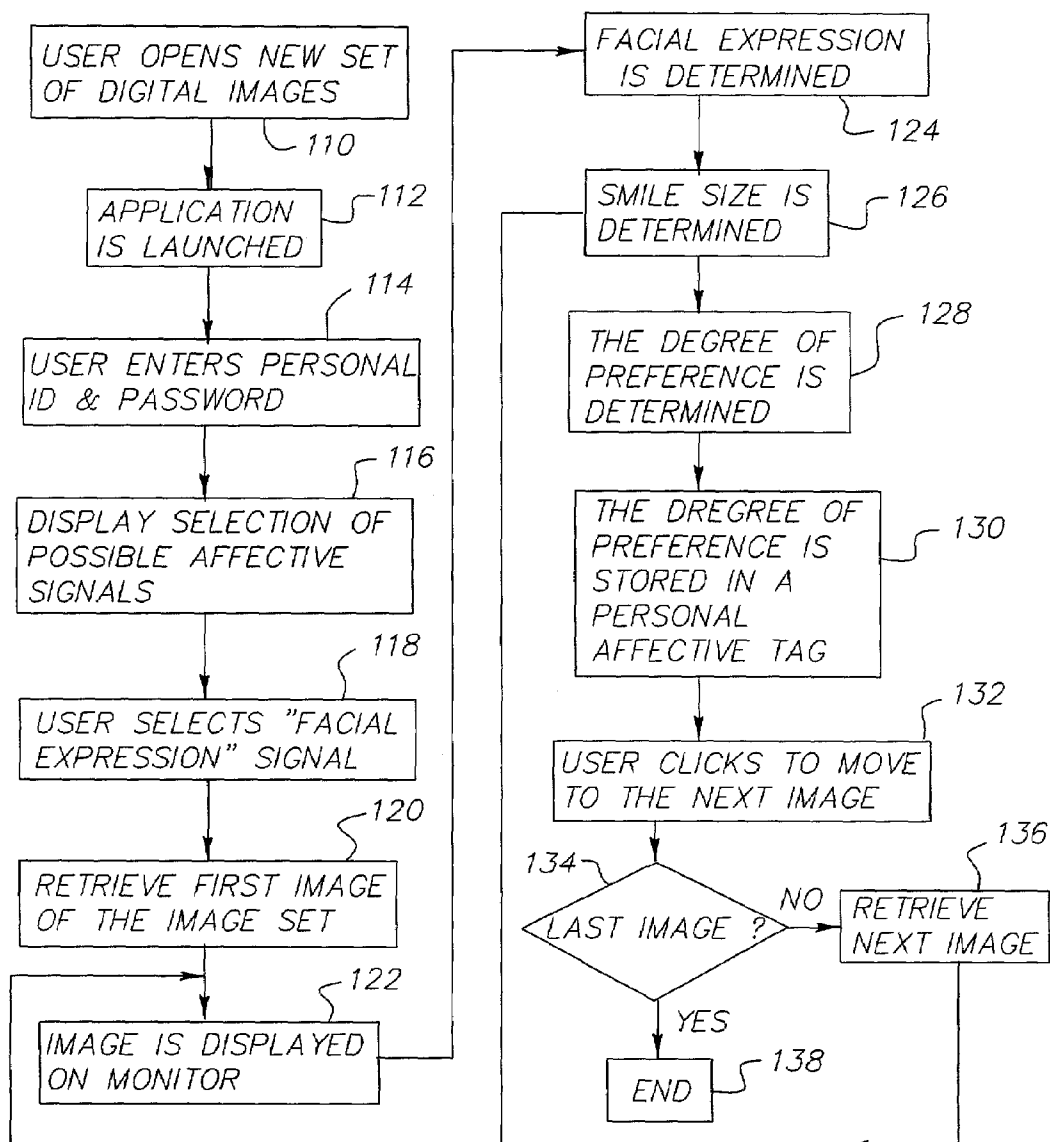 USER OPENS NEW SET
OF DIGITAL IMAGES
110
APPLICATION
IS LAUNCHED
112
114
USER ENTERS PERSONAL
ID & PASSWORD
116
DISPLAY SELECTION OF
POSSIBLE AFFECTIVE
SIGNALS
118
USER SELECTS "FACIAL
EXPRESSION" SIGNAL
120
RETRIEVE FIRST IMAGE
OF THE IMAGE SET
122
IMAGE IS DISPLAYED
ON MONITOR
FACIAL EXPRESSION
IS DETERMINED
124
SMILE SIZE IS
DETERMINED
126
THE DEGREE OF
PREFERENCE IS
DETERMINED
128
THE DREGREE OF
PREFERENCE IS
STORED IN A
PERSONAL
AFFECTIVE TAG
130
132
USER CLICKS TO MOVE
TO THE NEXT IMAGE
134
LAST IMAGE ?
NO
136
RETRIEVE
NEXT IMAGE
YES
END
138